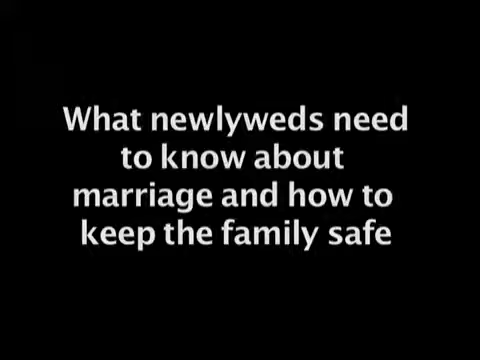 What newlyweds need
to know about
marriage and how to
keep the family safe